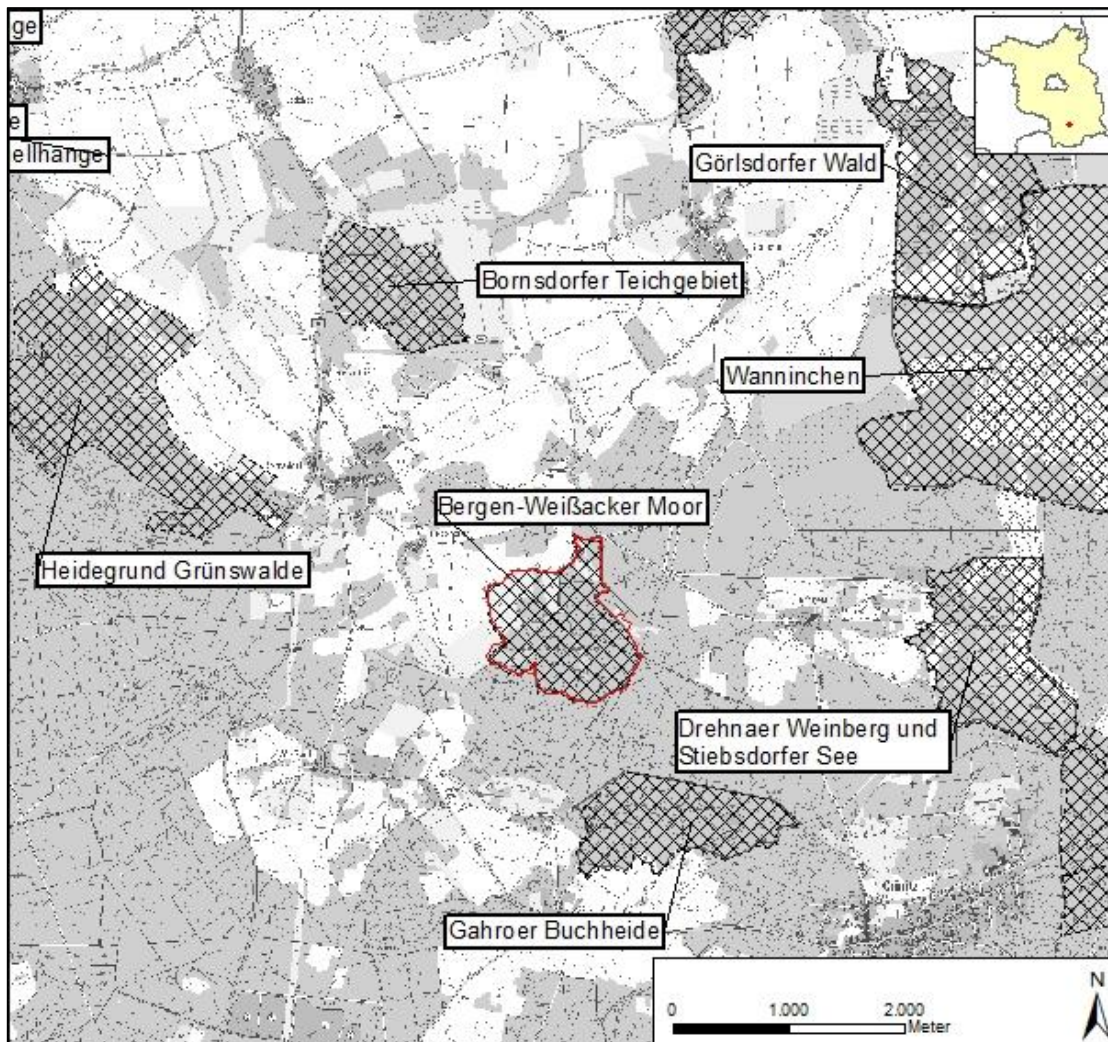 ge
e
ellhänge
Görlsdorfer Wald
Bornsdorfer Teichgebiet
Wanninchen
Bergen-Weißacker Moor
Heidegrund Grünswalde
Drehnaer Weinberg und
Stiebsdorfer See
Crinitz
Gahroer Buchheide
N
0 1.000 2.000
Meter